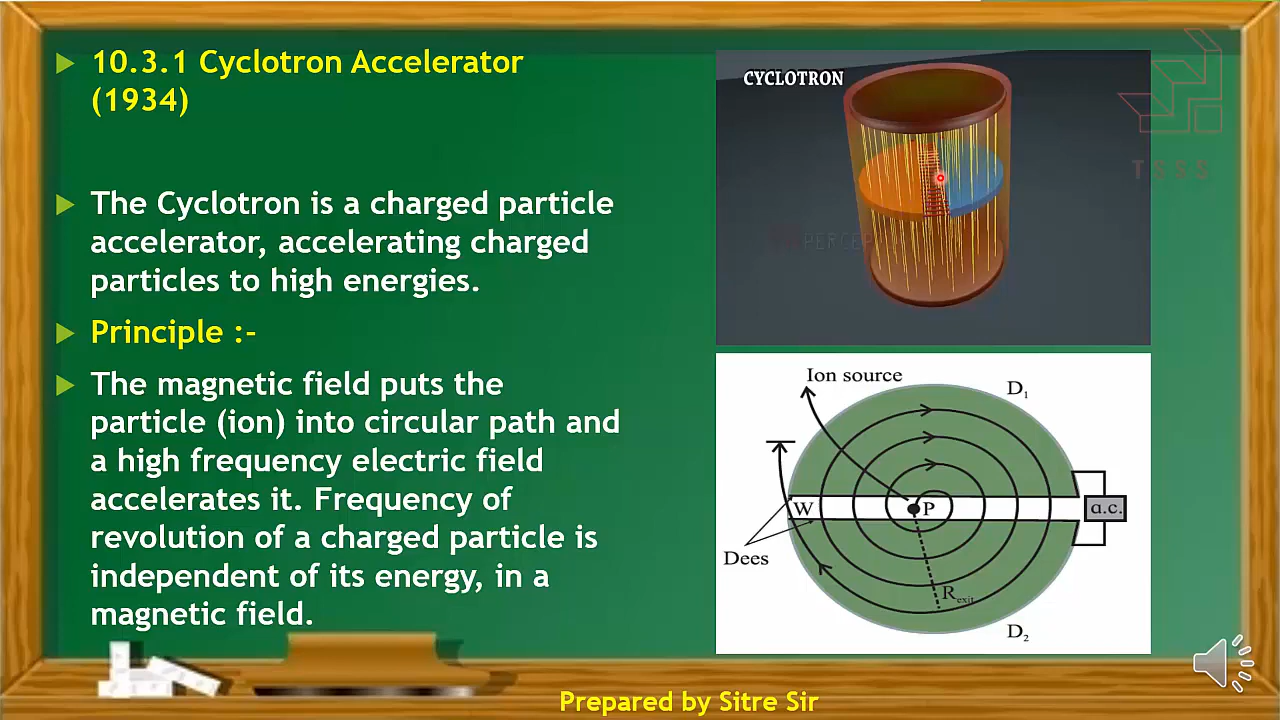 10.3.1 Cyclotron Accelerator
(1934)
The Cyclotron is a charged particle
accelerator, accelerating charged
particles to high energies.
Principle :-
The magnetic field puts the
particle (ion) into circular path and
a high frequency electric field
accelerates it. Frequency of
revolution of a charged particle is
independent of its energy, in a
magnetic field.
CYCLOTRON
TSSS
Ion source
D1
W
P
a.c.
Dees
Rexit
D2
Prepared by Sitre Sir